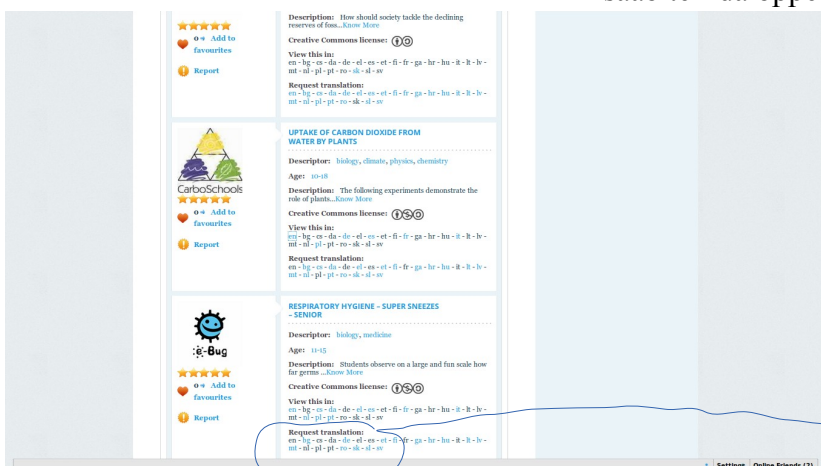 Description: How should society tackle the declining
reserves of foss...Know More
0 Add to
favourites
Creative Commons license:
View this in:
en - bg - cs - da - de - el - es - et - fi - fr - ga - hr - hu - it - lt - lv -
mt - nl - pl - pt - ro - sk - sl - sv
Report
Request translation:
en - bg - cs - da - de - el - es - et - fi - fr - ga - hr - hu - it - lt - lv -
mt - nl - pl - pt - ro - sk - sl - sv
UPTAKE OF CARBON DIOXIDE FROM
WATER BY PLANTS
Descriptor: biology, climate, physics, chemistry
Age: 10-18
CarboSchools
Description: The following experiments demonstrate the
role of plants...Know More
0 Add to
favourites
Creative Commons license:
View this in:
en - bg - cs - da - de - el - es - et - fi - fr - ga - hr - hu - it - lt - lv -
mt - nl - pl - pt - ro - sk - sl - sv
Report
Request translation:
en - bg - cs - da - de - el - es - et - fi - fr - ga - hr - hu - it - lt - lv -
mt - nl - pl - pt - ro - sk - sl - sv
RESPIRATORY HYGIENE – SUPER SNEEZES
– SENIOR
Descriptor: biology, medicine
Age: 11-15
e-Bug
Description: Students observe on a large and fun scale how
far germs ...Know More
0 Add to
favourites
Creative Commons license:
View this in:
en - bg - cs - da - de - el - es - et - fi - fr - ga - hr - hu - it - lt - lv -
mt - nl - pl - pt - ro - sk - sl - sv
Report
Request translation:
en - bg - cs - da - de - el - es - et - fi - fr - ga - hr - hu - it - lt - lv -
mt - nl - pl - pt - ro - sk - sl - sv
Settings Online Friends (2)